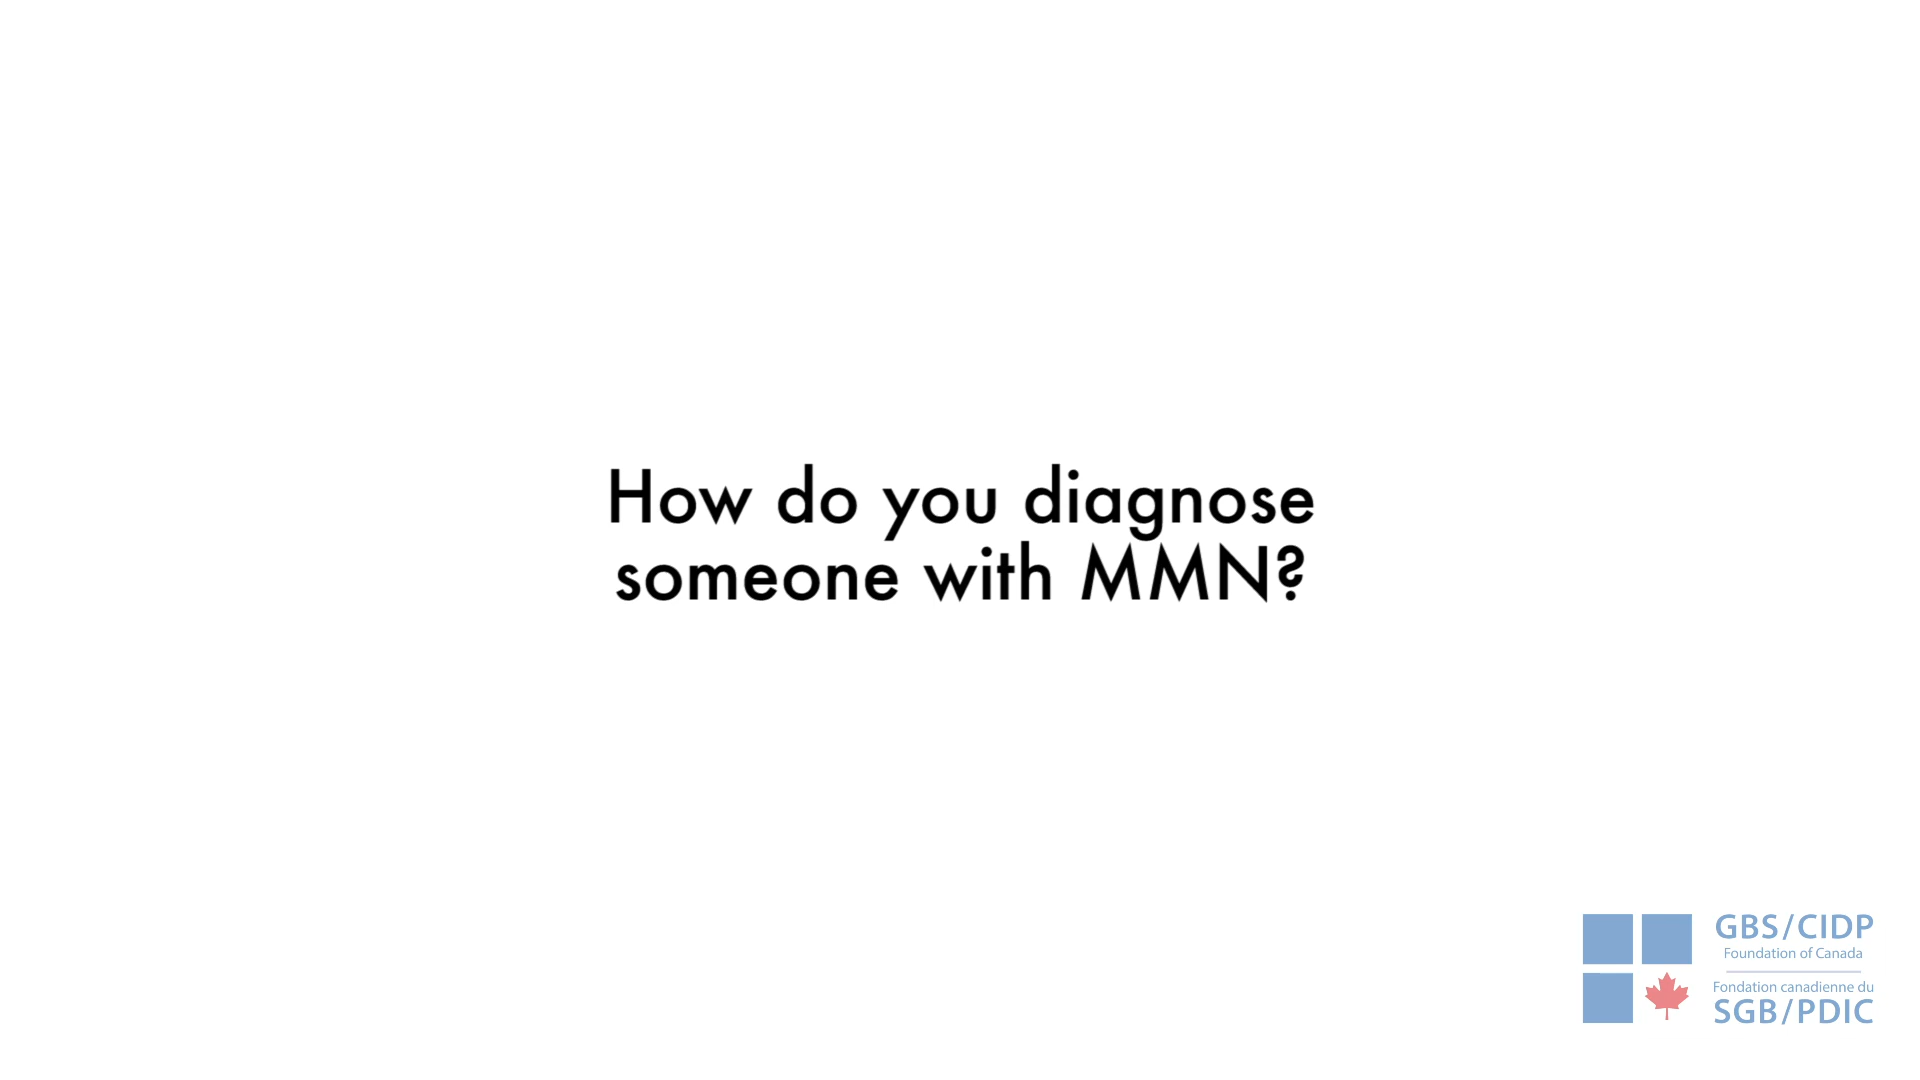 How do you diagnose
someone with MMN?
GBS/CIDP
Foundation of Canada
Fondation canadienne du
SGB/PDIC